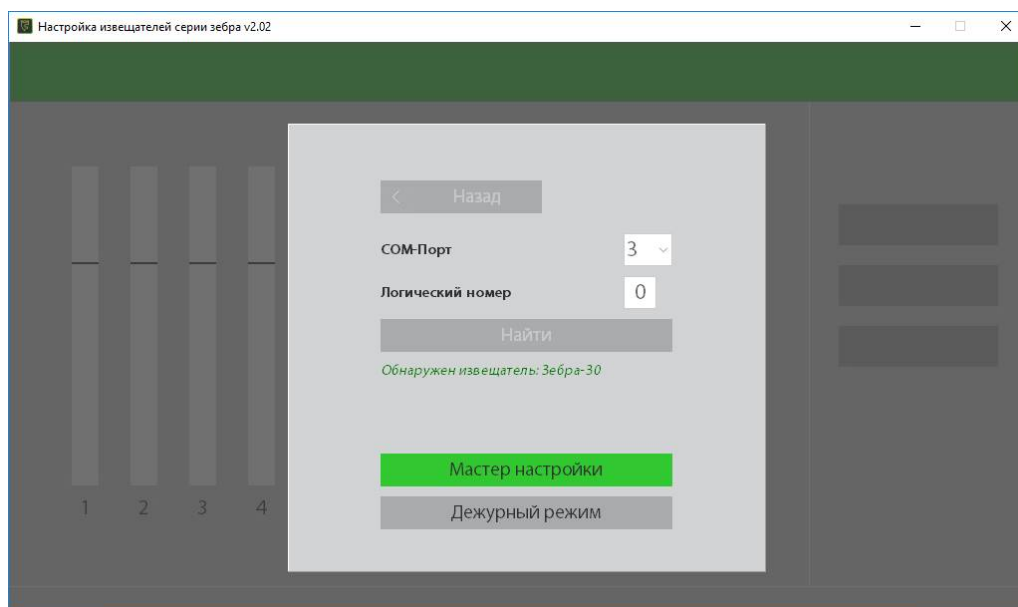 Настройка извещателей серии зебра v2.02
< Назад
COM-Порт 3
Логический номер 0
Найти
Обнаружен извещатель: Зебра-30
Мастер настройки
1 2 3 4
Дежурный режим